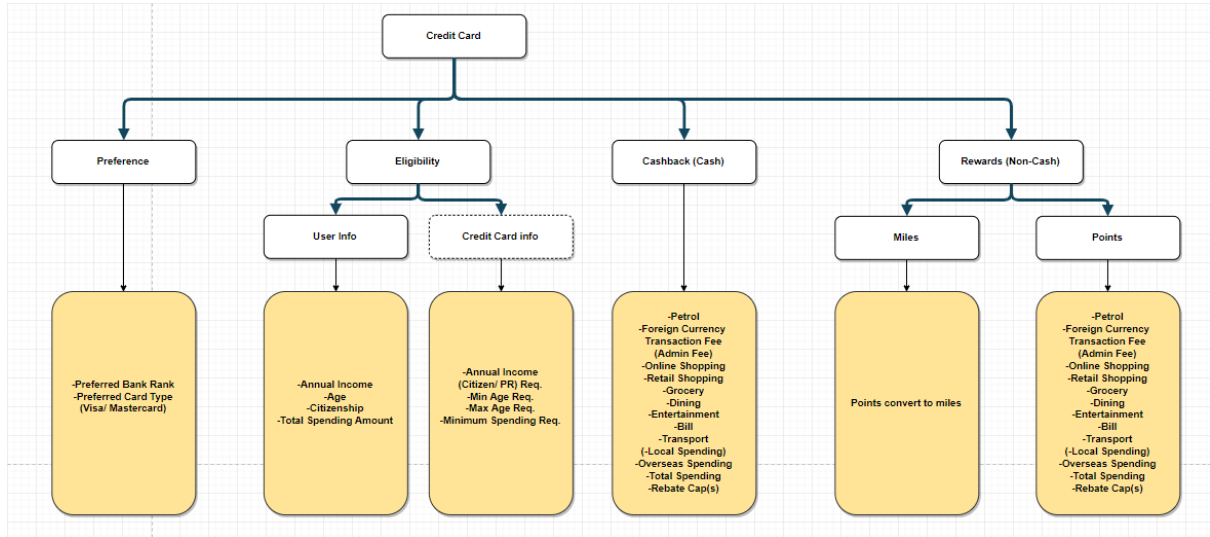 Credit Card
Preference
Eligibility
Cashback (Cash)
Rewards (Non-Cash)
User Info
Credit Card info
Miles
Points
-Preferred Bank Rank
-Preferred Card Type
(Visa/ Mastercard)
-Annual Income
-Age
-Citizenship
-Total Spending Amount
-Annual Income
(Citizen/ PR) Req.
-Min Age Req.
-Max Age Req.
-Minimum Spending Req.
-Petrol
-Foreign Currency
Transaction Fee
(Admin Fee)
-Online Shopping
-Retail Shopping
-Grocery
-Dining
-Entertainment
-Bill
-Transport
(-Local Spending)
-Overseas Spending
-Total Spending
-Rebate Cap(s)
Points convert to miles
-Petrol
-Foreign Currency
Transaction Fee
(Admin Fee)
-Online Shopping
-Retail Shopping
-Grocery
-Dining
-Entertainment
-Bill
-Transport
(-Local Spending)
-Overseas Spending
-Total Spending
-Rebate Cap(s)